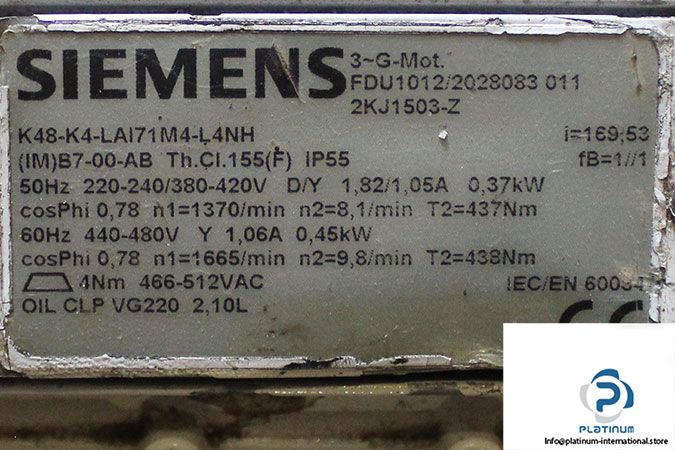 SIEMENS
3~G-Mot.
FDU1012/2028083 011
2KJ1503-Z
K48-K4-LAI71M4-L4NH i=169,53
(IM)B7-00-AB Th.Cl.155(F) IP55 fB=1//1
50Hz 220-240/380-420V D/Y 1,82/1,05A 0,37kW
cosPhi 0,78 n1=1370/min n2=8,1/min T2=437Nm
60Hz 440-480V Y 1,06A 0,45kW
cosPhi 0,78 n1=1665/min n2=9,8/min T2=438Nm
4Nm 466-512VAC IEC/EN 60034
OIL CLP VG220 2,10L
CE
PLATINUM
Info@platinum-international.store